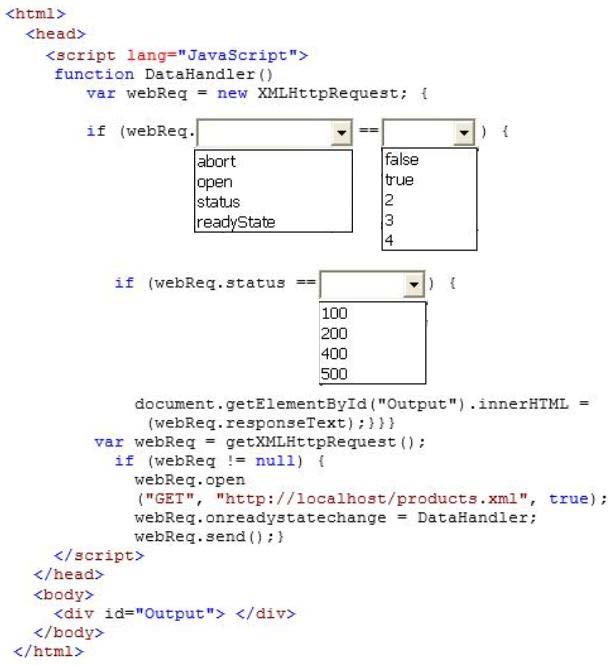 <html>
<head>
<script lang="JavaScript">
function DataHandler()
var webReq = new XMLHttpRequest; {
if (webReq. == ) {
abort
open
status
readyState
false
true
2
3
4
if (webReq.status == ) {
100
200
400
500
document.getElementById("Output").innerHTML =
(webReq.responseText);}}}
var webReq = getXMLHttpRequest();
if (webReq != null) {
webReq.open
("GET", "http://localhost/products.xml", true);
webReq.onreadystatechange = DataHandler;
webReq.send();}
</script>
</head>
<body>
<div id="Output"> </div>
</body>
</html>